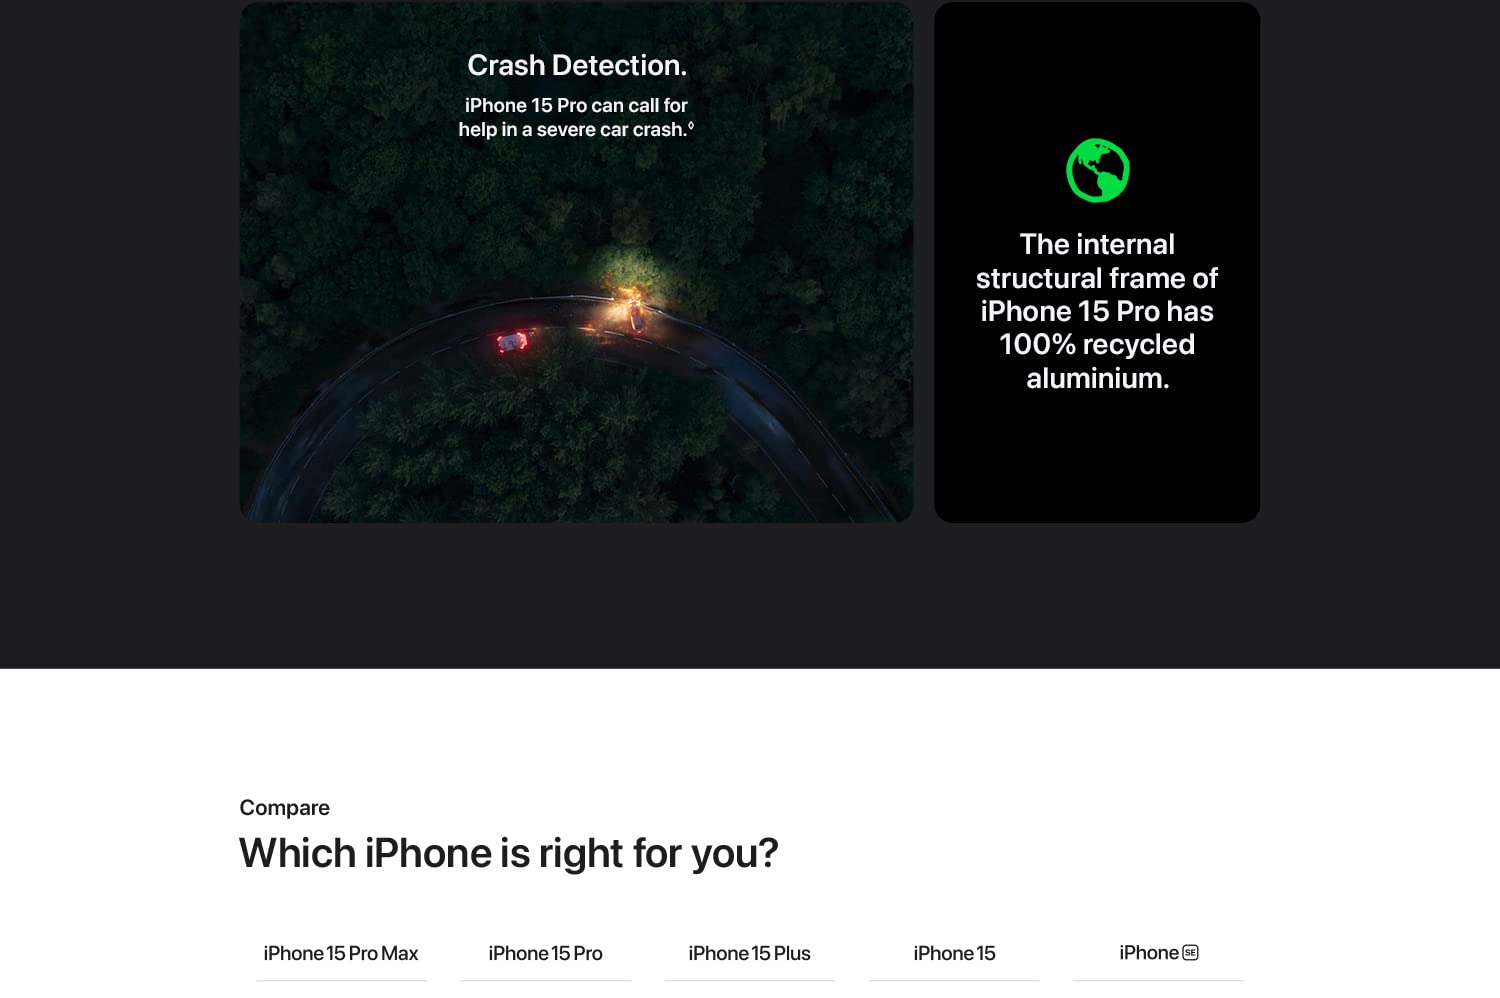 Crash Detection.
iPhone 15 Pro can call for
help in a severe car crash.◊
The internal
structural frame of
iPhone 15 Pro has
100% recycled
aluminium.
Compare
Which iPhone is right for you?
iPhone 15 Pro Max
iPhone 15 Pro
iPhone 15 Plus
iPhone 15
iPhone SE